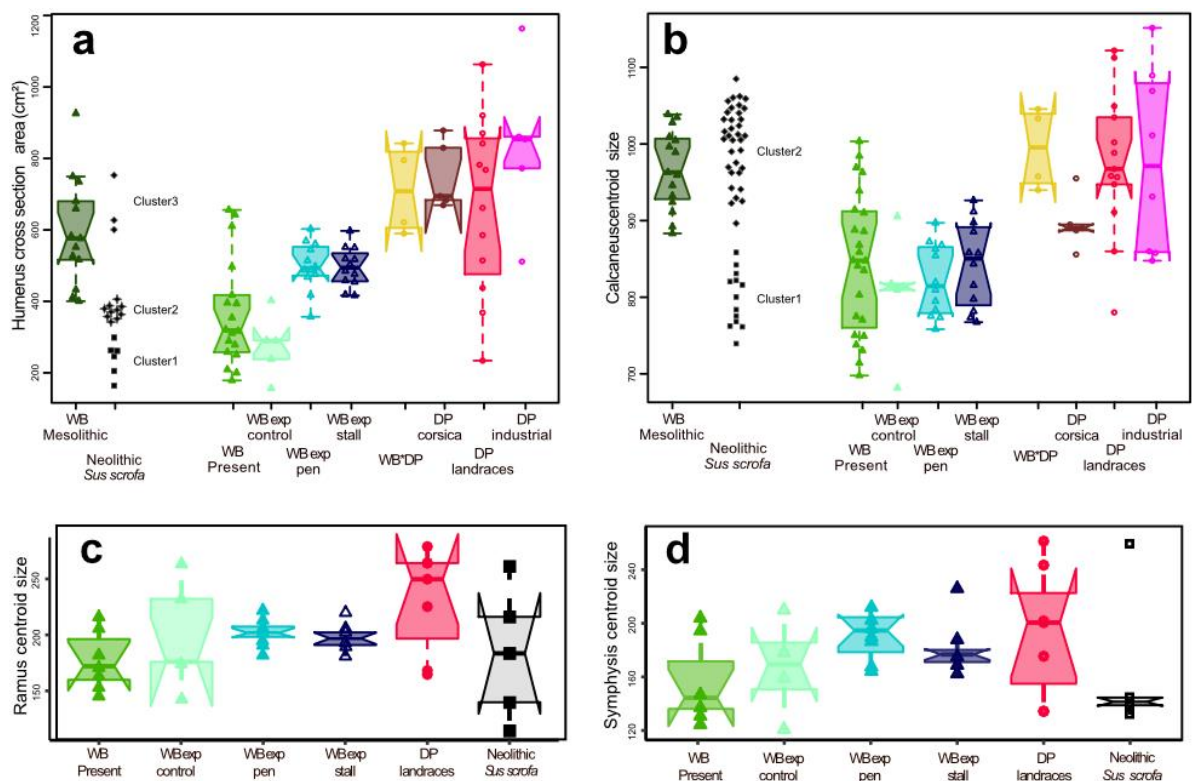 a
Humerus cross section area (cm²)
1200
1000
800
600
400
200
Cluster3
Cluster2
Cluster1
WB
Mesolithic
Neolithic
Sus scrofa
WB
Present
WB exp
control
WB exp
pen
WB exp
stall
WB*DP
DP
corsica
DP
landraces
DP
industrial
b
Calcaneuscentroid size
1100
1000
900
800
700
Cluster2
Cluster1
WB
Mesolithic
Neolithic
Sus scrofa
WB
Present
WB exp
control
WB exp
pen
WB exp
stall
WB*DP
DP
corsica
DP
landraces
DP
industrial
c
Ramus centroid size
250
200
150
WB
Present
WB exp
control
WB exp
pen
WB exp
stall
DP
landraces
Neolithic
Sus scrofa
d
Symphysis centroid size
240
200
160
120
WB
Present
WB exp
control
WB exp
pen
WB exp
stall
DP
landraces
Neolithic
Sus scrofa